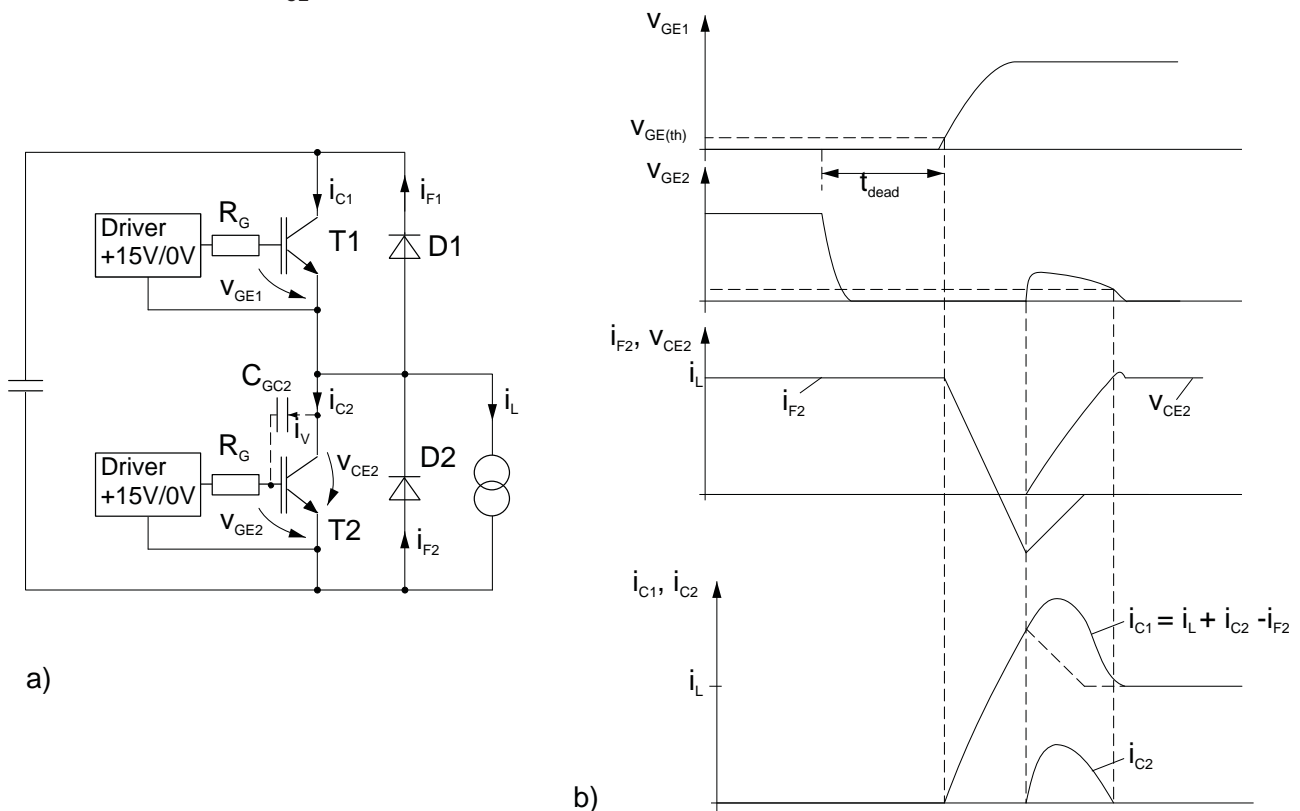 GE
Driver
+15V/0V
R_G
v_GE1
i_C1
T1
i_F1
D1
C_GC2
i_V
i_C2
i_L
Driver
+15V/0V
R_G
v_GE2
v_CE2
T2
D2
i_F2
a)
v_GE1
v_GE(th)
v_GE2
t_dead
i_F2, v_CE2
i_L
i_F2
v_CE2
i_C1, i_C2
i_C1 = i_L + i_C2 -i_F2
i_L
i_C2
b)